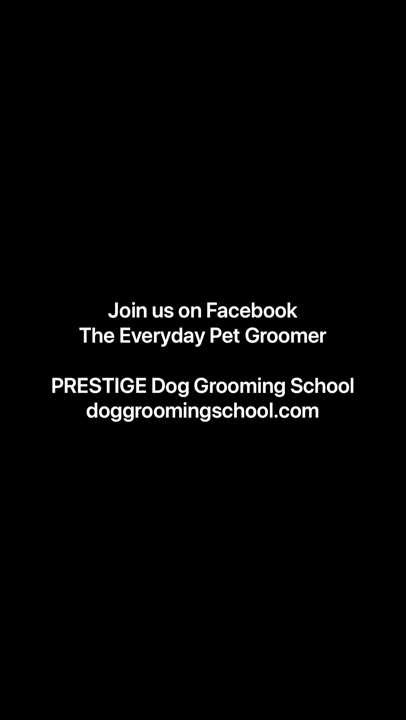 Join us on Facebook
The Everyday Pet Groomer
PRESTIGE Dog Grooming School
doggroomingschool.com